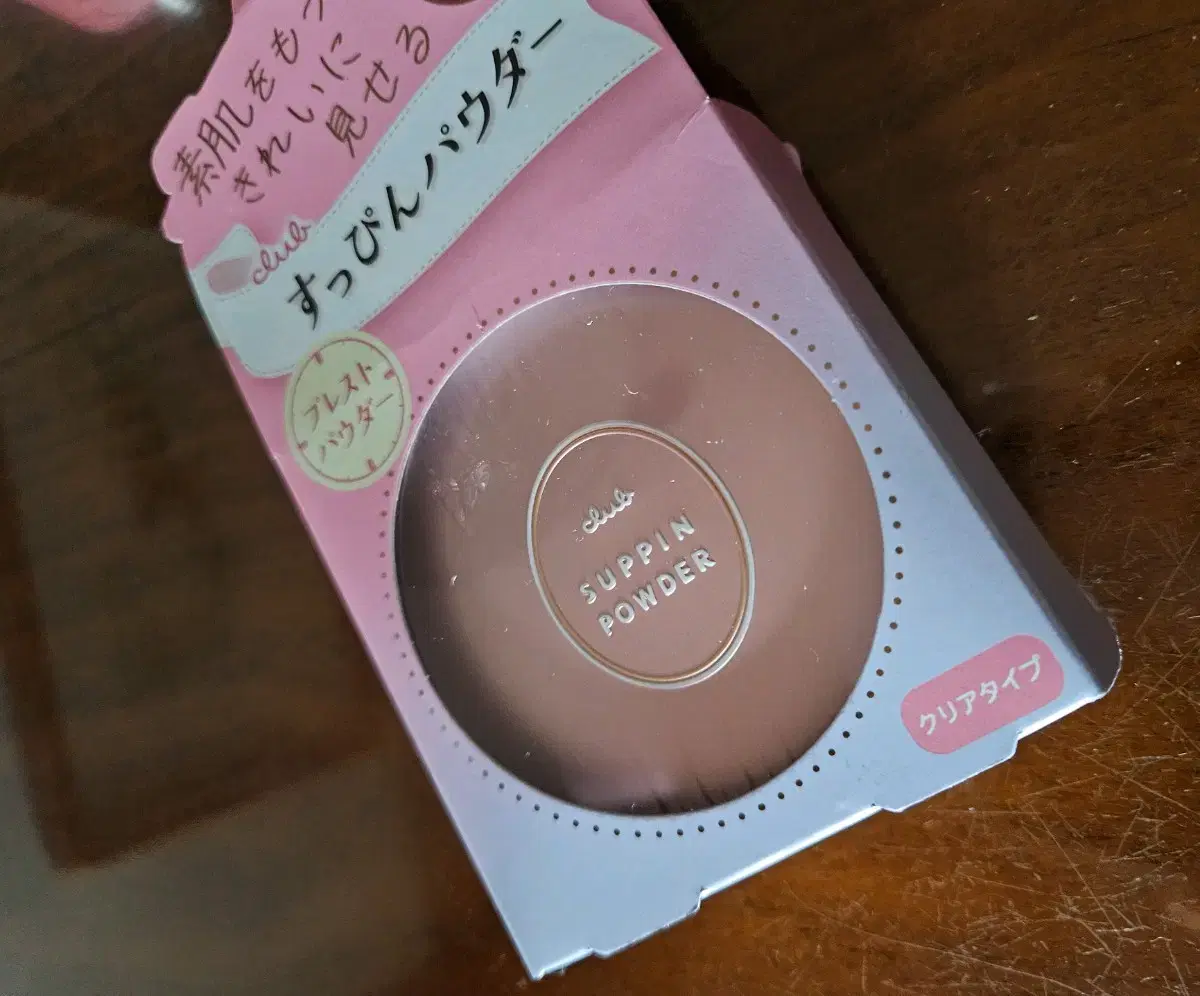 素肌をもっ
きれいに
見せる
club
すっぴんパウダー
プレスト
パウダー
club
SUPPIN
POWDER
クリアタイプ